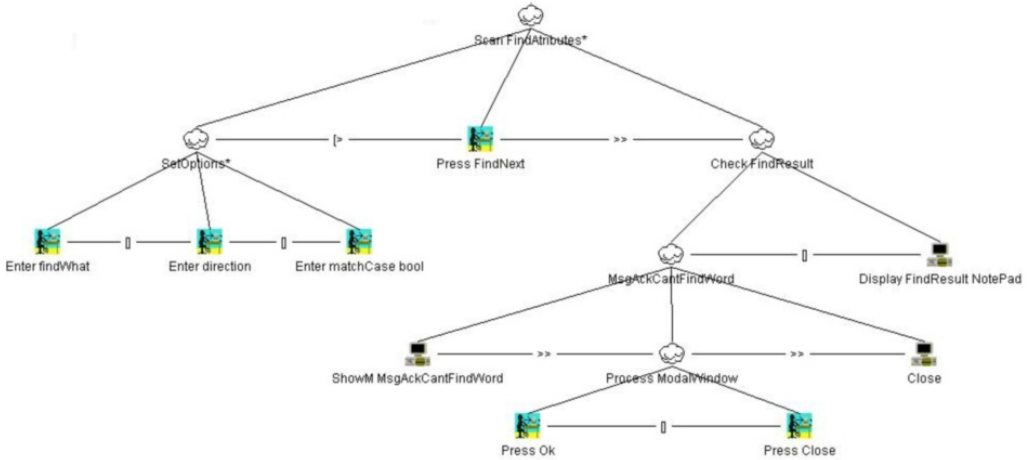 Scan FindAtributes*
[>
>>
SetOptions*
Press FindNext
Check FindResult
[]
[]
[]
Enter findWhat
Enter direction
Enter matchCase bool
MsgAckCantFindWord
Display FindResult NotePad
>>
>>
ShowM MsgAckCantFindWord
Process ModalWindow
Close
[]
Press Ok
Press Close